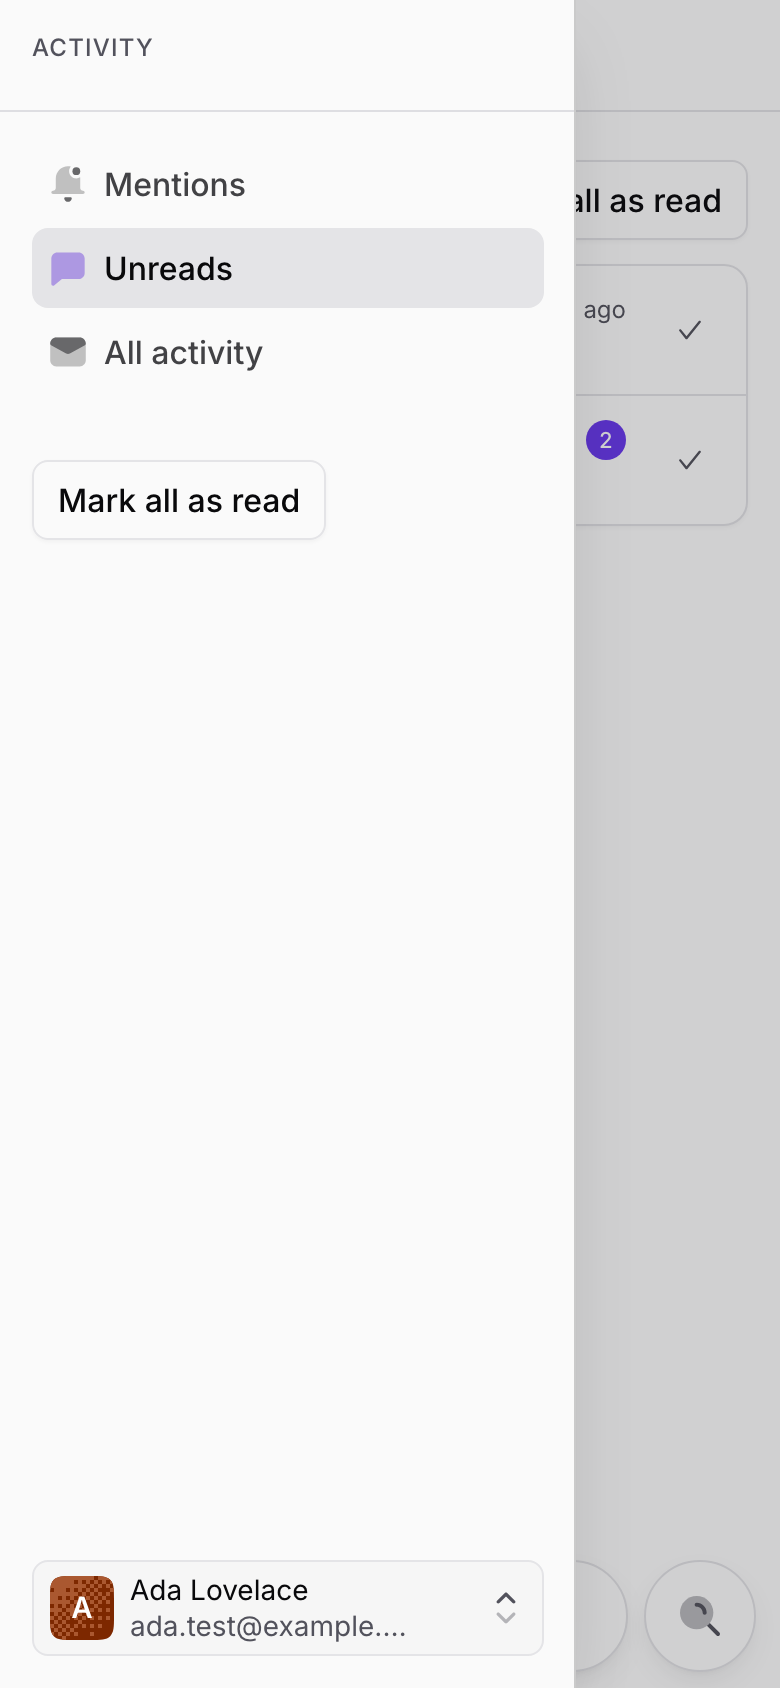 ACTIVITY
Mentions
all as read
Unreads
ago
All activity
2
Mark all as read
Ada Lovelace
ada.test@example....
A